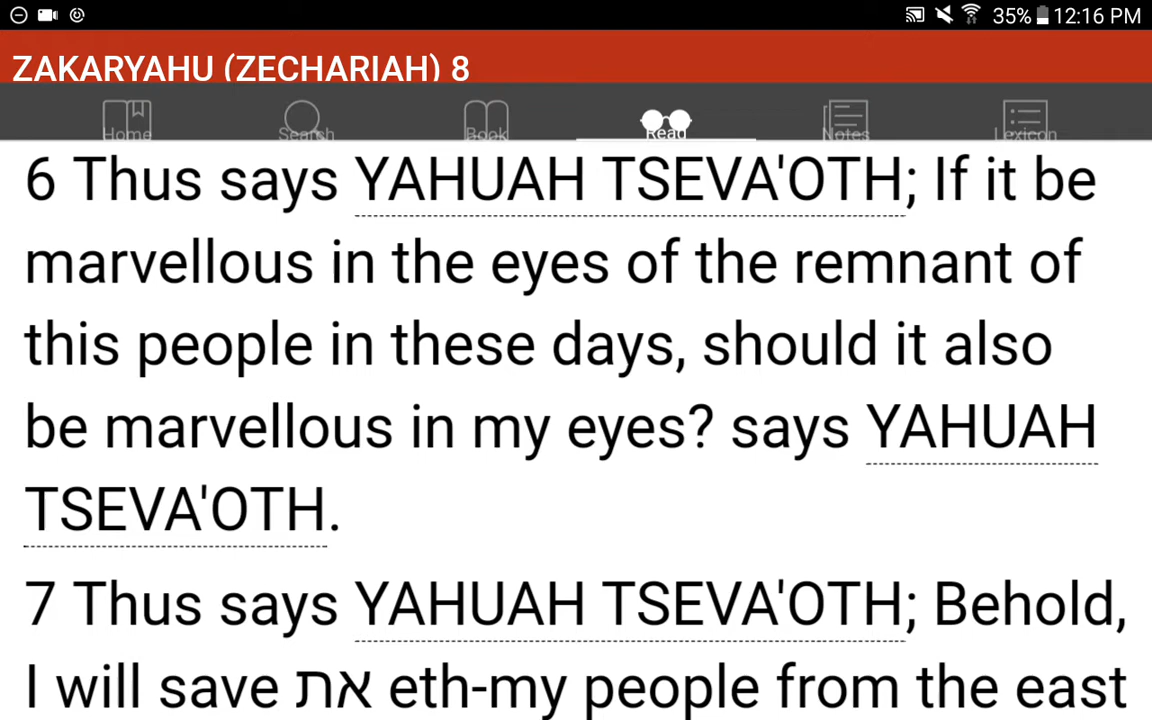 35% 12:16 PM
ZAKARYAHU (ZECHARIAH) 8
Home Search Book Read Notes Lexicon
6 Thus says YAHUAH TSEVA'OTH; If it be
marvellous in the eyes of the remnant of
this people in these days, should it also
be marvellous in my eyes? says YAHUAH
TSEVA'OTH.
7 Thus says YAHUAH TSEVA'OTH; Behold,
I will save את eth-my people from the east